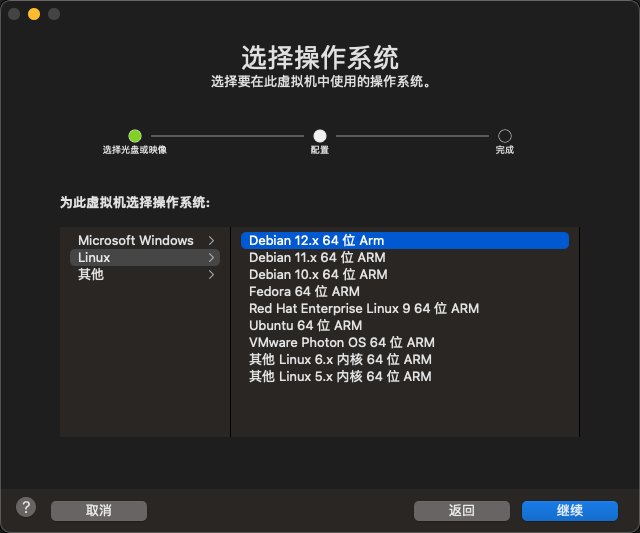 选择操作系统
选择要在此虚拟机中使用的操作系统。
选择光盘或映像
配置
完成
为此虚拟机选择操作系统:
Microsoft Windows
Linux
其他
Debian 12.x 64 位 Arm
Debian 11.x 64 位 ARM
Debian 10.x 64 位 ARM
Fedora 64 位 ARM
Red Hat Enterprise Linux 9 64 位 ARM
Ubuntu 64 位 ARM
VMware Photon OS 64 位 ARM
其他 Linux 6.x 内核 64 位 ARM
其他 Linux 5.x 内核 64 位 ARM
?
取消
返回
继续